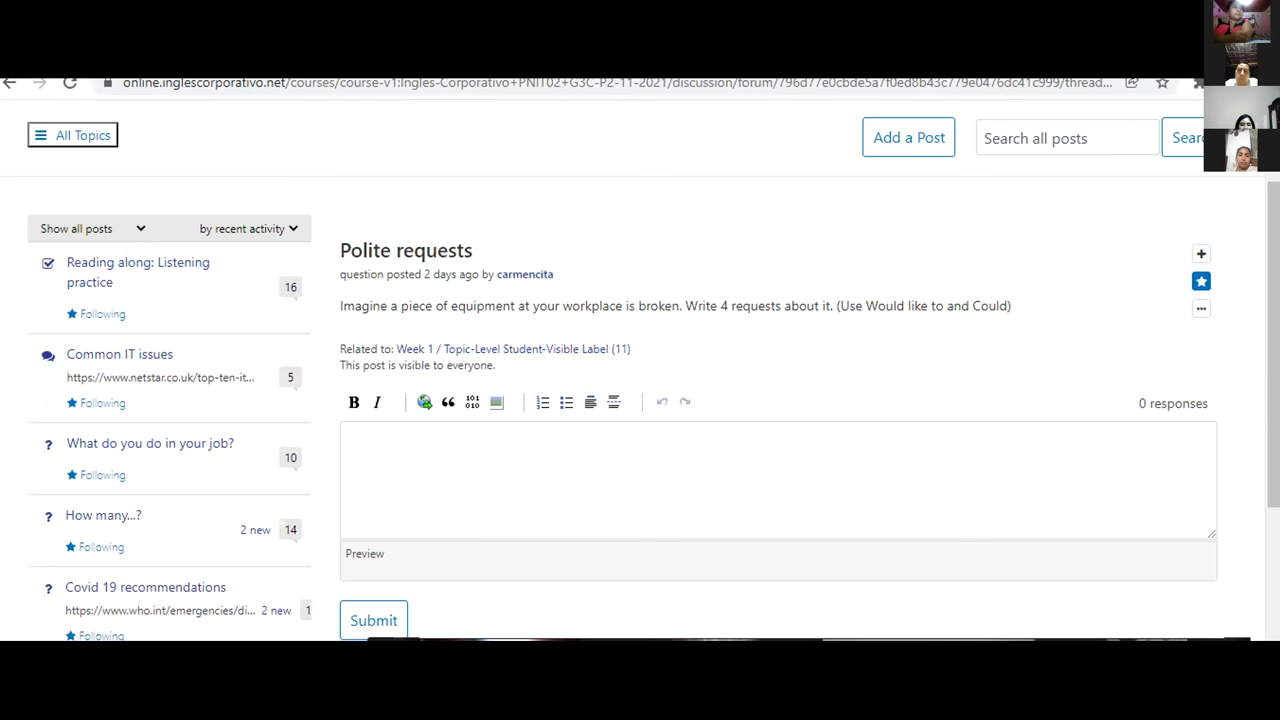 online.inglescorporativo.net/courses/course-v1:Ingles-Corporativo+PNIT02+G3C-P2-11-2021/discussion/forum/796d77e0cbde5a7f0ed8b43c779e0476dc41c999/thread...
All Topics
Add a Post
Search all posts
Show all posts
by recent activity
Reading along: Listening
practice
16
Following
Common IT issues
https://www.netstar.co.uk/top-ten-it...
5
Following
What do you do in your job?
10
Following
How many...?
2 new
14
Following
Covid 19 recommendations
https://www.who.int/emergencies/di...
2 new
1
Following
Polite requests
question posted 2 days ago by carmencita
Imagine a piece of equipment at your workplace is broken. Write 4 requests about it. (Use Would like to and Could)
Related to: Week 1 / Topic-Level Student-Visible Label (11)
This post is visible to everyone.
B I
101
010
0 responses
Preview
Submit